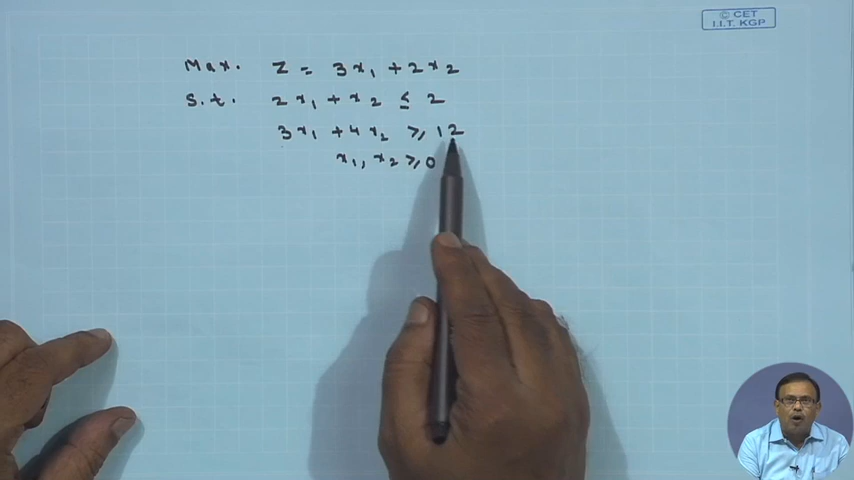 © CET
I.I.T. KGP
Max. Z = 3x₁ + 2x₂
S.t. 2x₁ + x₂ ≤ 2
3x₁ + 4x₂ ≥ 12
x₁, x₂ ≥ 0